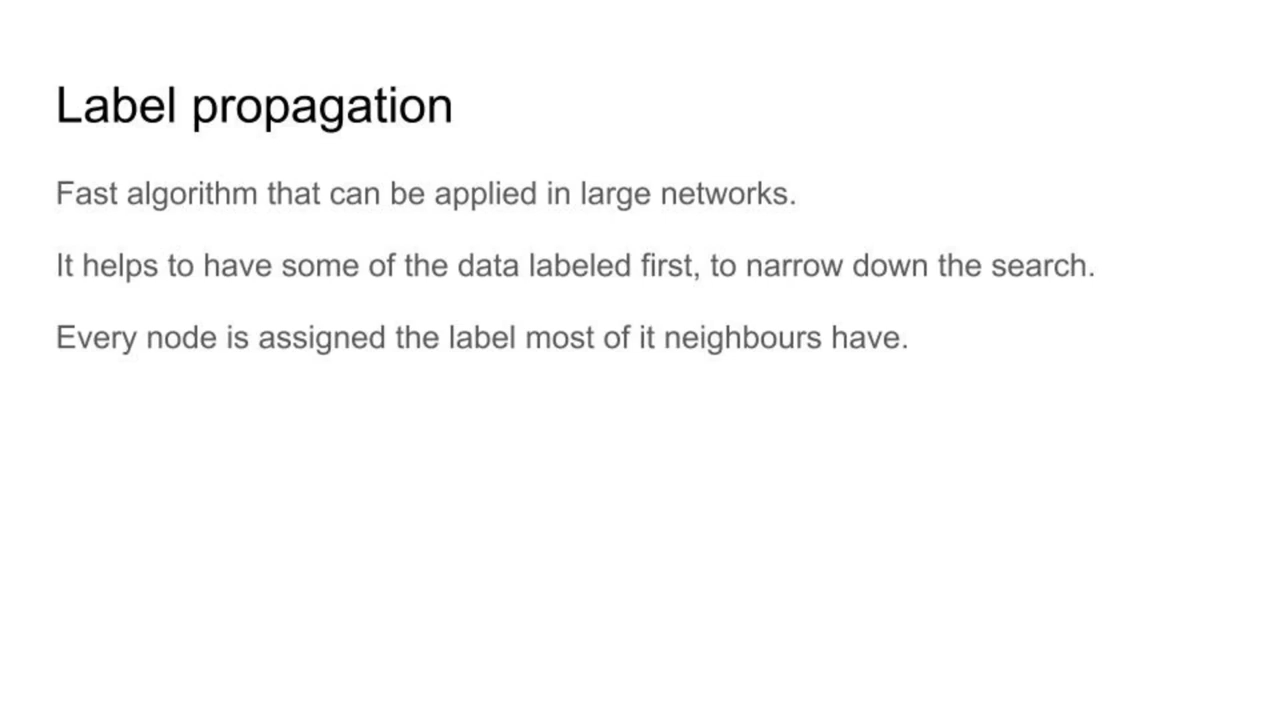 Label propagation
Fast algorithm that can be applied in large networks.
It helps to have some of the data labeled first, to narrow down the search.
Every node is assigned the label most of it neighbours have.